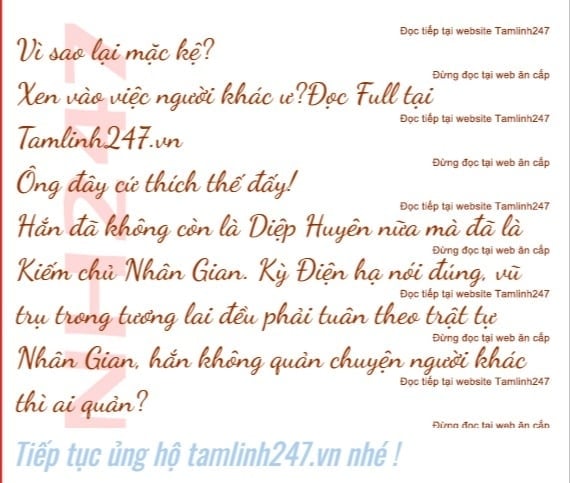 Đọc tiếp tại website Tamlinh247
Vì sao lại mặc kệ?
Đừng đọc tại web ăn cắp
Xen vào việc người khác ư?Đọc Full tại
Đọc tiếp tại website Tamlinh247
Tamlinh247.vn
Đừng đọc tại web ăn cắp
Ông đây cứ thích thế đấy!
Đọc tiếp tại website Tamlinh247
Hắn đã không còn là Diệp Huyên nữa mà đã là
Đừng đọc tại web ăn cắp
Kiếm chủ Nhân Gian. Kỳ Điện hạ nói đúng, vũ
Đọc tiếp tại website Tamlinh247
trụ trong tương lai đều phải tuân theo trật tự
Đừng đọc tại web ăn cắp
Nhân Gian, hắn không quản chuyện người khác
Đọc tiếp tại website Tamlinh247
thì ai quản?
Đừng đọc tại web ăn cắp
NH247
Tiếp tục ủng hộ tamlinh247.vn nhé !